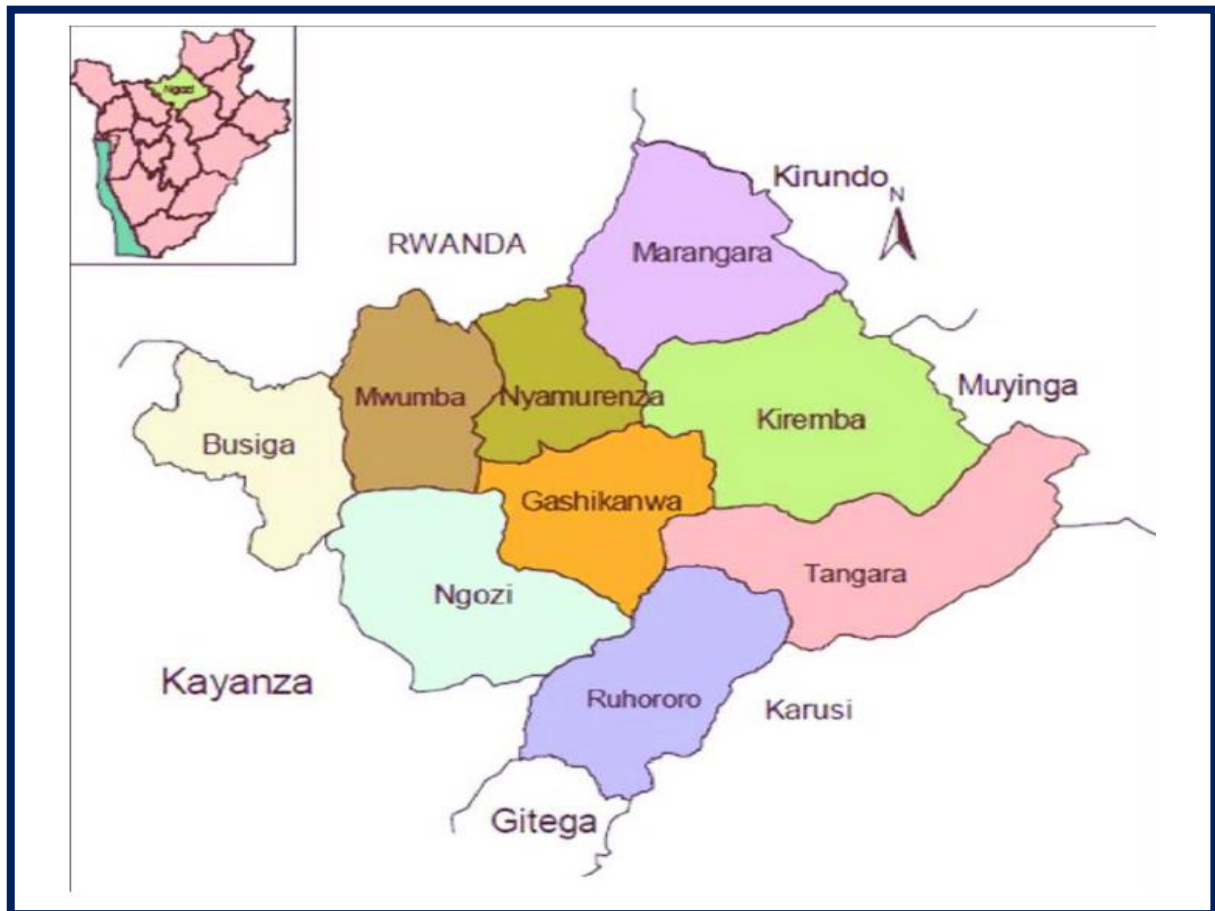 Ngozi
Kirundo
N
RWANDA
Marangara
Mwumba
Nyamurenza
Muyinga
Kiremba
Busiga
Gashikanwa
Tangara
Ngozi
Kayanza
Ruhororo
Karusi
Gitega